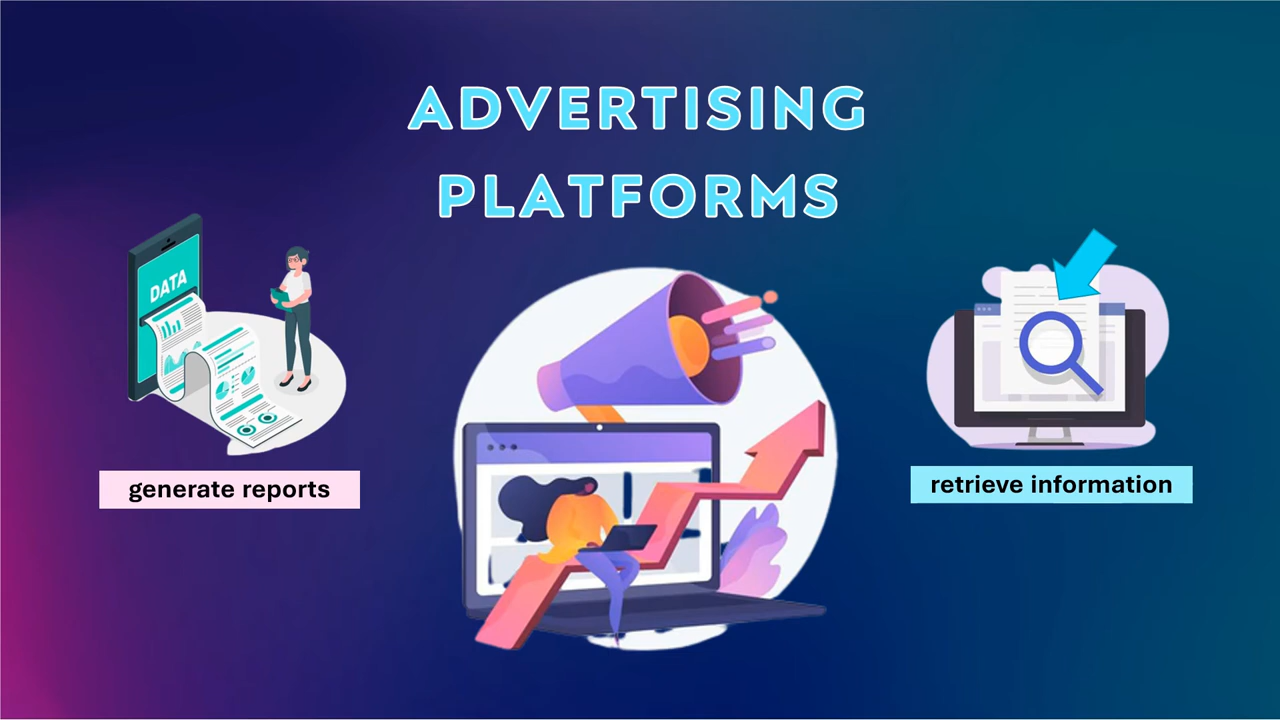 ADVERTISING
PLATFORMS
DATA
generate reports
retrieve information